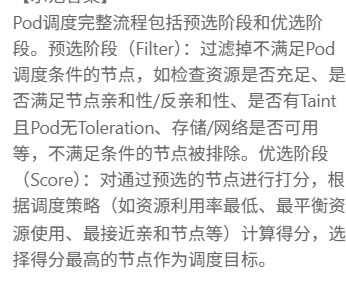 Pod调度完整流程包括预选阶段和优选阶
段。预选阶段（Filter）：过滤掉不满足Pod
调度条件的节点，如检查资源是否充足、是
否满足节点亲和性/反亲和性、是否有Taint
且Pod无Toleration、存储/网络是否可用
等，不满足条件的节点被排除。优选阶段
（Score）：对通过预选的节点进行打分，根
据调度策略（如资源利用率最低、最平衡资
源使用、最接近亲和节点等）计算得分，选
择得分最高的节点作为调度目标。